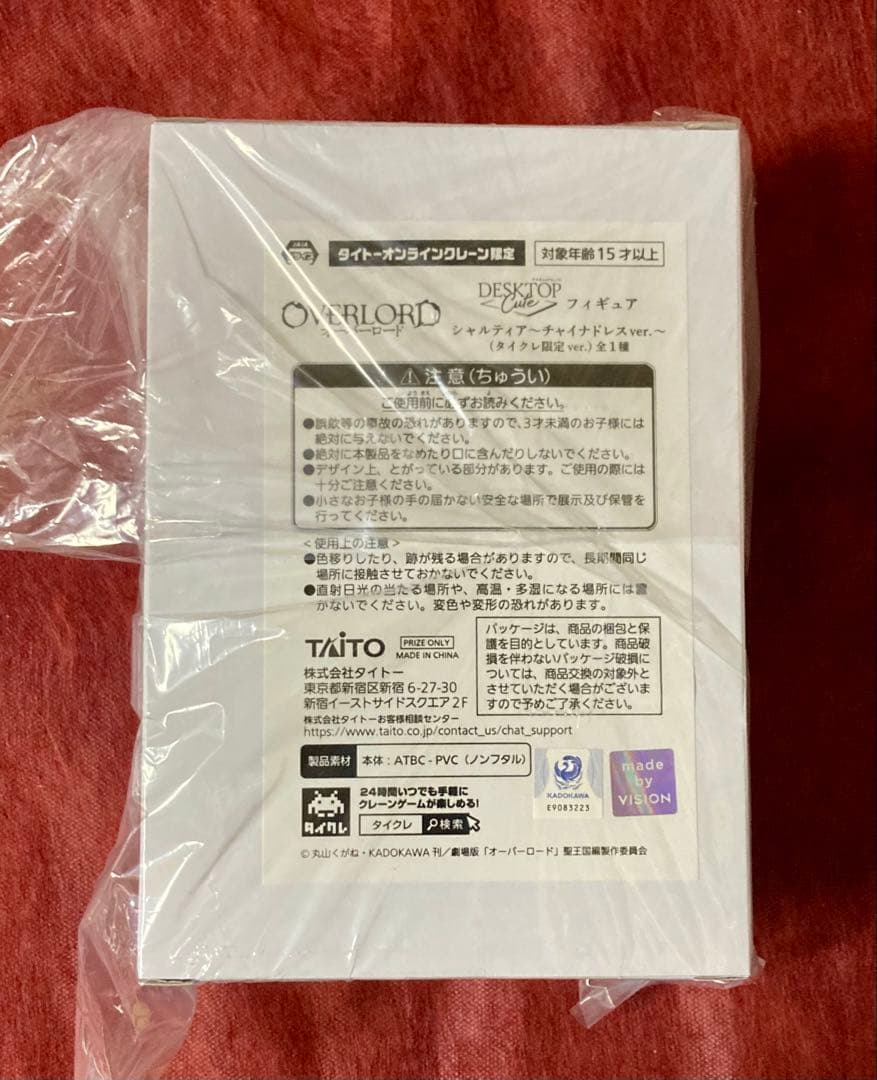 JAIA
タイトーオンラインクレーン限定
対象年齢15才以上
OVERLORD
オーバーロード
DESKTOP
Cute
フィギュア
シャルティア～チャイナドレスver.～
(タイクレ限定ver.)全1種
注意(ちゅうい)
ご使用前に必ずお読みください。
●誤飲等の事故の恐れがありますので、3才未満のお子様には
絶対に与えないでください。
●絶対に本製品をなめたり口に含んだりしないでください。
●デザイン上、とがっている部分があります。ご使用の際には
十分ご注意ください。
●小さなお子様の手の届かない安全な場所で展示及び保管を
行ってください。
<使用上の注意>
●色移りしたり、跡が残る場合がありますので、長期間同じ
場所に接触させておかないでください。
●直射日光の当たる場所や、高温・多湿になる場所には置
かないでください。変色や変形の恐れがあります。
TAITO
PRIZE ONLY
MADE IN CHINA
株式会社タイトー
東京都新宿区新宿6-27-30
新宿イーストサイドスクエア2F
株式会社タイトーお客様相談センター
https://www.taito.co.jp/contact_us/chat_support
パッケージは、商品の梱包と保
護を目的としています。商品破
損を伴わないパッケージ破損に
ついては、商品交換の対象外と
させていただく場合がございま
すので予めご了承ください。
製品素材
本体:ATBC-PVC(ノンフタル)
KADOKAWA
E9083223
made
by
VISION
タイクレ
24時間いつでも手軽に
クレーンゲームが楽しめる!
タイクレ
検索
©丸山くがね・KADOKAWA刊/劇場版「オーバーロード」聖王国編製作委員会